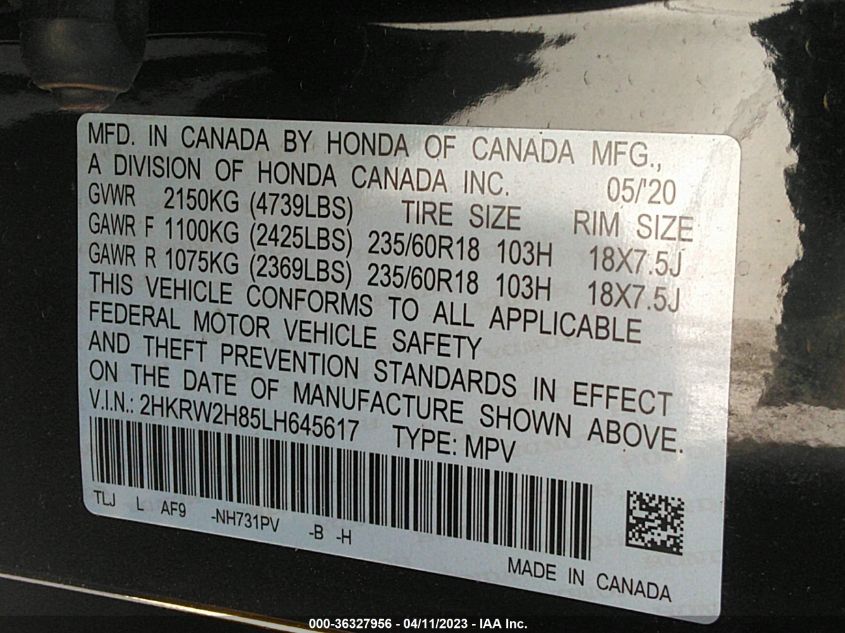 MFD. IN CANADA BY HONDA OF CANADA MFG.,
A DIVISION OF HONDA CANADA INC. 05/'20
GVWR 2150KG (4739LBS) TIRE SIZE RIM SIZE
GAWR F 1100KG (2425LBS) 235/60R18 103H 18X7.5J
GAWR R 1075KG (2369LBS) 235/60R18 103H 18X7.5J
THIS VEHICLE CONFORMS TO ALL APPLICABLE
FEDERAL MOTOR VEHICLE SAFETY
AND THEFT PREVENTION STANDARDS IN EFFECT
ON THE DATE OF MANUFACTURE SHOWN ABOVE.
V.I.N.: 2HKRW2H85LH645617 TYPE: MPV
TLJ L AF9 -NH731PV -B -H
MADE IN CANADA
000-36327956 - 04/11/2023 - IAA Inc.